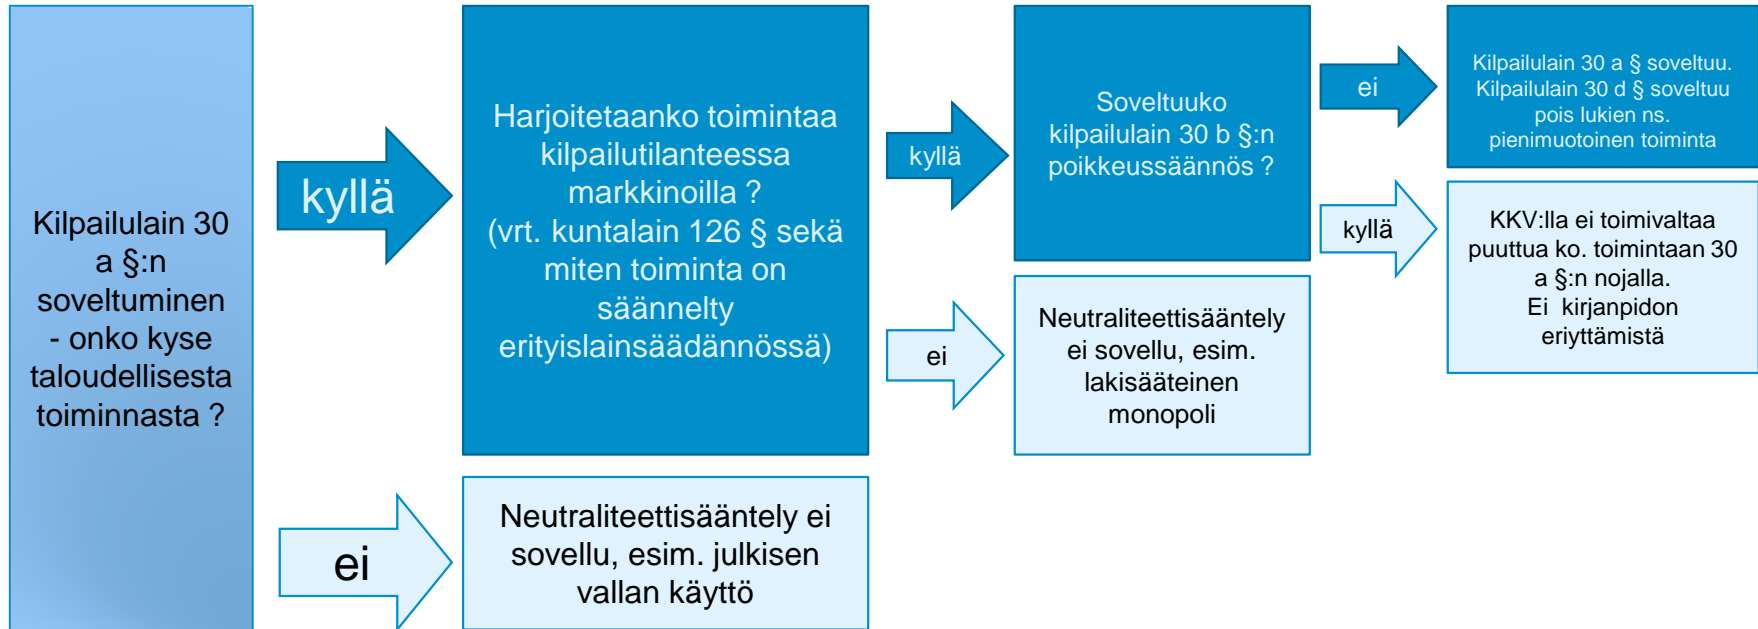 Kilpailulain 30
a §:n
soveltuminen
- onko kyse
taloudellisesta
toiminnasta ?
kyllä
Harjoitetaanko toimintaa
kilpailutilanteessa
markkinoilla ?
(vrt. kuntalain 126 § sekä
miten toiminta on
säännelty
erityislainsäädännössä)
kyllä
Soveltuuko
kilpailulain 30 b §:n
poikkeussäännös ?
ei
Kilpailulain 30 a § soveltuu.
Kilpailulain 30 d § soveltuu
pois lukien ns.
pienimuotoinen toiminta
kyllä
KKV:lla ei toimivaltaa
puuttua ko. toimintaan 30
a §:n nojalla.
Ei kirjanpidon
eriyttämistä
ei
Neutraliteettisääntely
ei sovellu, esim.
lakisääteinen
monopoli
ei
Neutraliteettisääntely ei
sovellu, esim. julkisen
vallan käyttö